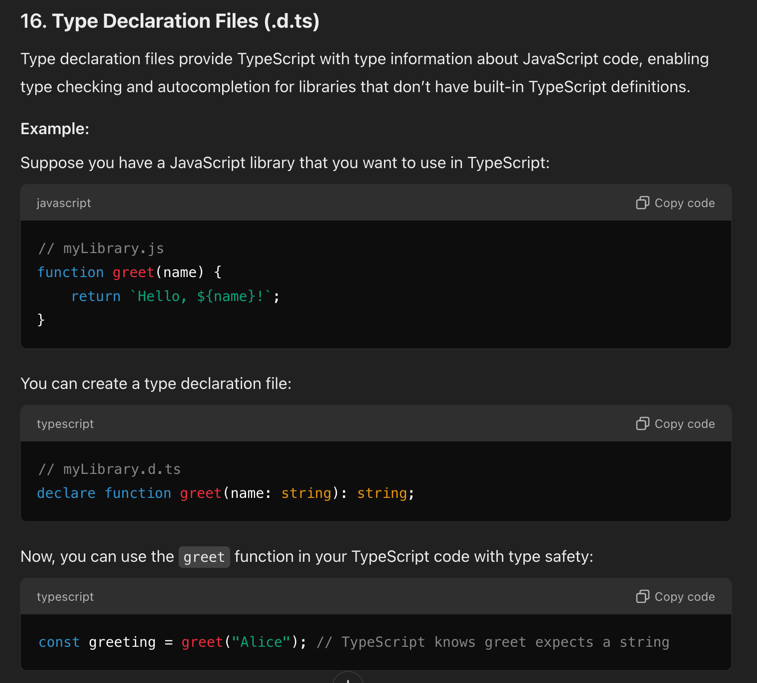 16. Type Declaration Files (.d.ts)
Type declaration files provide TypeScript with type information about JavaScript code, enabling
type checking and autocompletion for libraries that don’t have built-in TypeScript definitions.
Example:
Suppose you have a JavaScript library that you want to use in TypeScript:
javascript Copy code
// myLibrary.js
function greet(name) {
    return `Hello, ${name}!`;
}
You can create a type declaration file:
typescript Copy code
// myLibrary.d.ts
declare function greet(name: string): string;
Now, you can use the greet function in your TypeScript code with type safety:
typescript Copy code
const greeting = greet("Alice"); // TypeScript knows greet expects a string